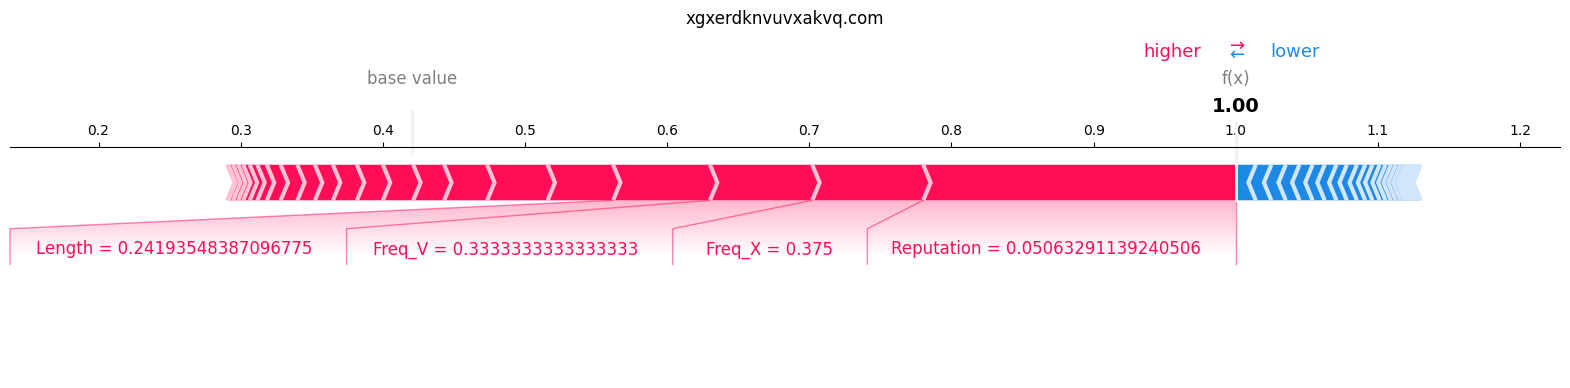 xgxerdknvuvxakvq.com
higher ⇄ lower
base value f(x)
1.00
0.2 0.3 0.4 0.5 0.6 0.7 0.8 0.9 1.0 1.1 1.2
Length = 0.24193548387096775 Freq_V = 0.3333333333333333 Freq_X = 0.375 Reputation = 0.05063291139240506